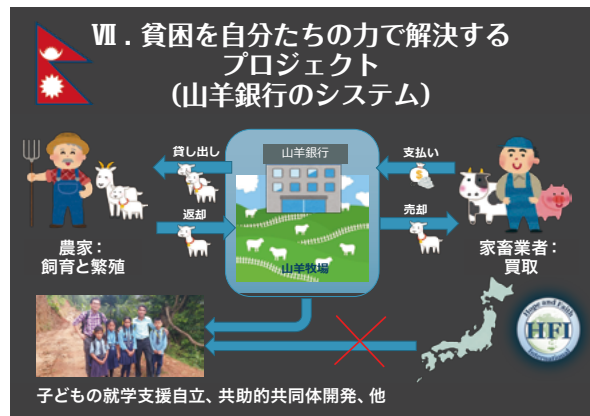 Ⅶ．貧困を自分たちの力で解決する
プロジェクト
（山羊銀行のシステム）
貸し出し
山羊銀行
支払い
返却
売却
山羊牧場
農家：
飼育と繁殖
家畜業者：
買取
Hope and Faith
HFI
International
子どもの就学支援自立、共助的共同体開発、他